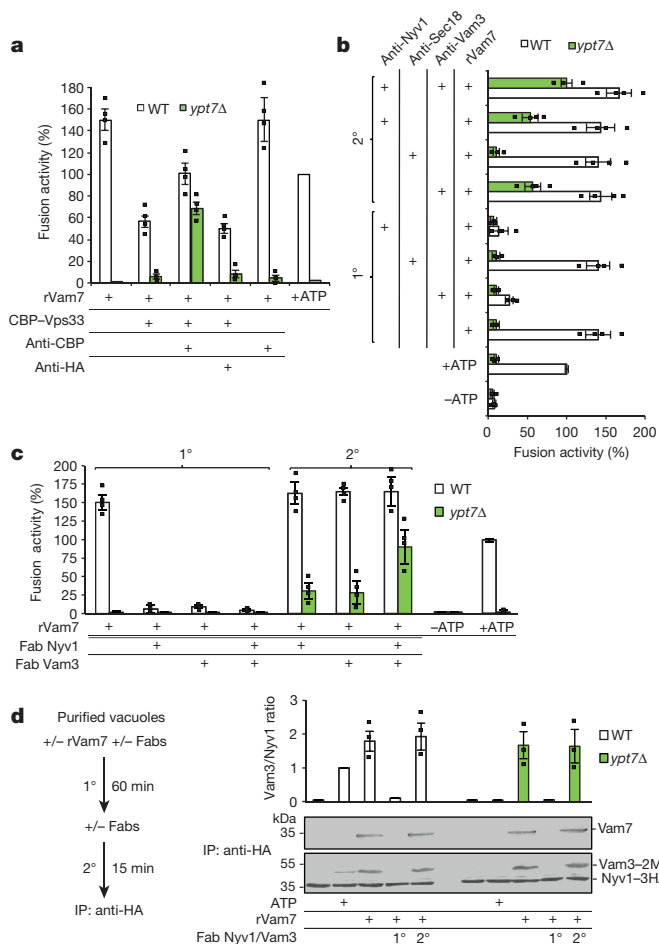 a
Fusion activity (%)
180
160
140
120
100
80
60
40
20
0
WT
ypt7Δ
rVam7 + + + + + +ATP
CBP–Vps33 + + +
Anti-CBP + +
Anti-HA +
b
Anti-Nyv1
Anti-Sec18
Anti-Vam3
rVam7
WT
ypt7Δ
2°
+ + +
+ +
+ +
+ +
1°
+ +
+ +
+ +
+
+ATP
–ATP
0 50 100 150 200
Fusion activity (%)
c
Fusion activity (%)
200
175
150
125
100
75
50
25
0
1° 2°
WT
ypt7Δ
rVam7 + + + + + + + –ATP +ATP
Fab Nyv1 + + + +
Fab Vam3 + + + +
d
Purified vacuoles
+/– rVam7 +/– Fabs
1° 60 min
+/– Fabs
2° 15 min
IP: anti-HA
Vam3/Nyv1 ratio
3
2
1
0
WT
ypt7Δ
kDa
35
Vam7
IP: anti-HA
55
35
Vam3–2M
Nyv1–3H
ATP + +
rVam7 + + + + + +
Fab Nyv1/Vam3 1° 2° 1° 2°